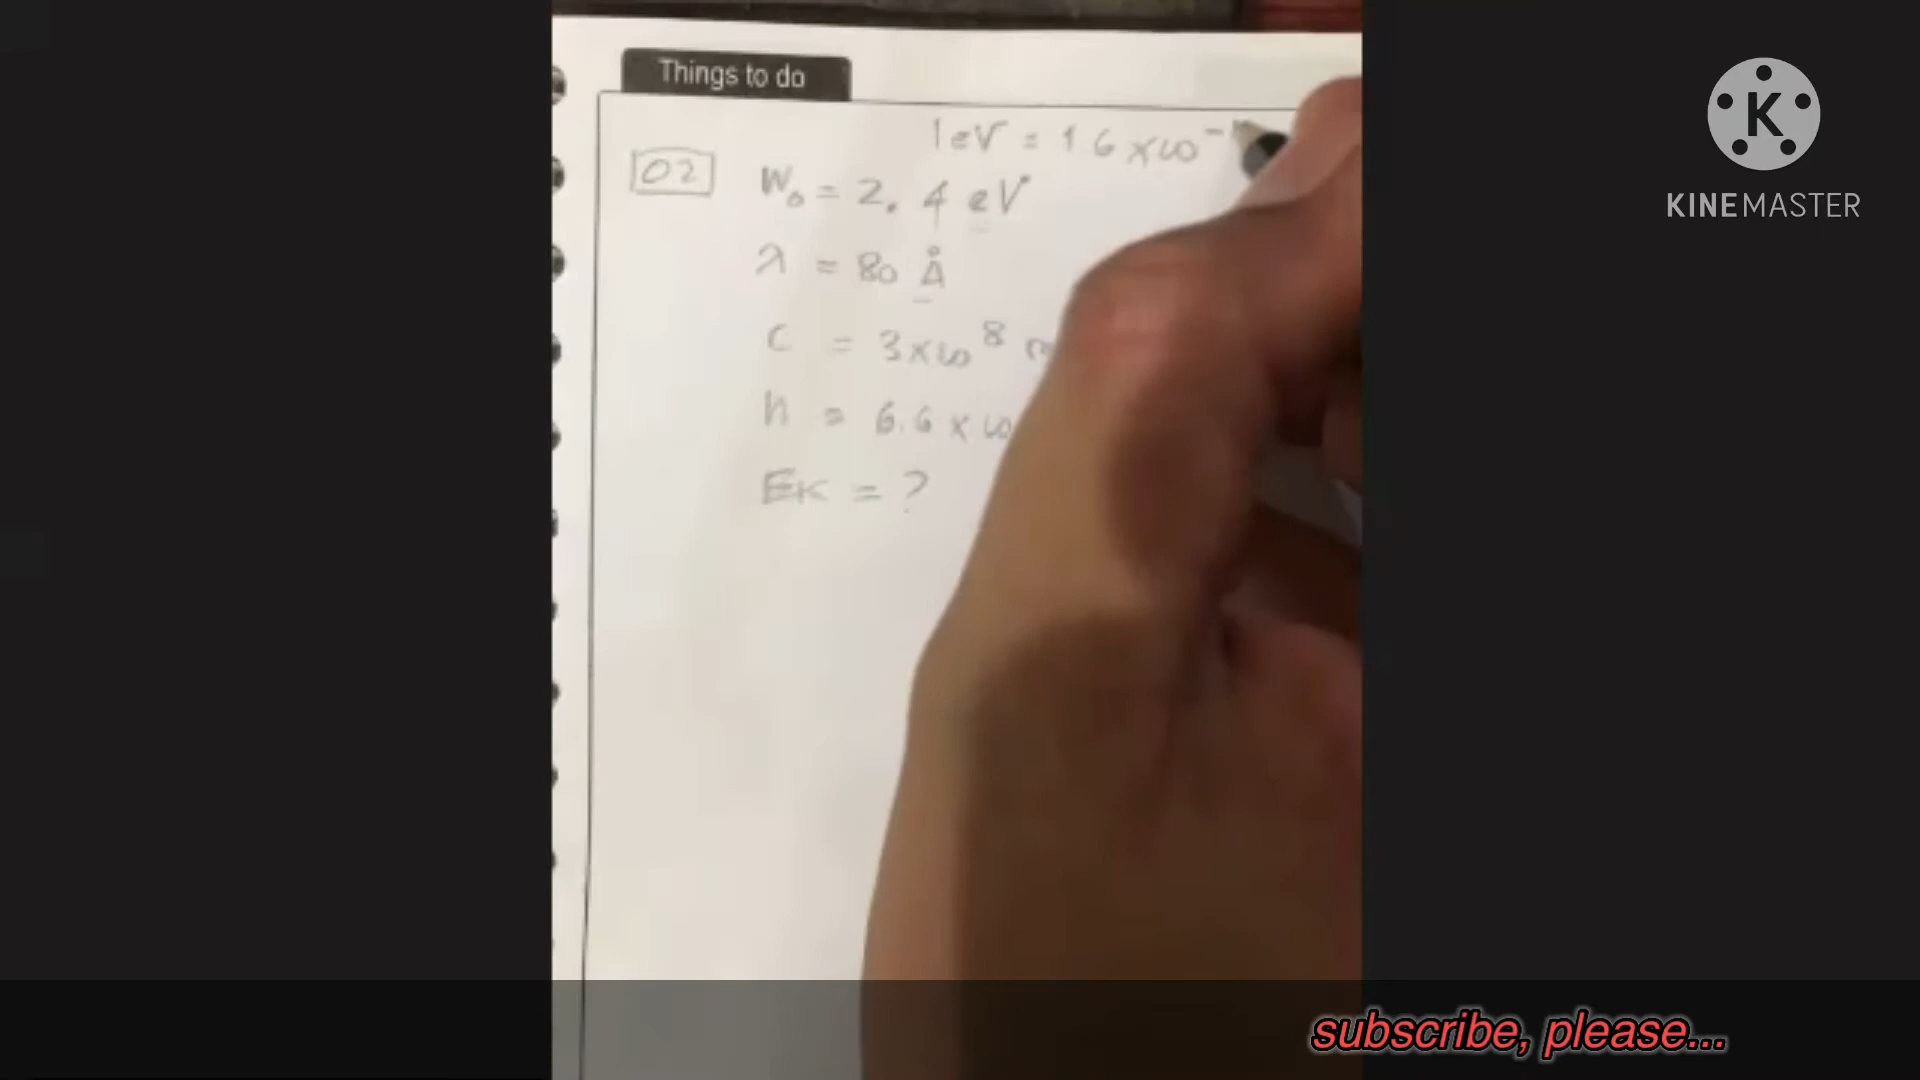 Things to do
1eV = 1 6 x10⁻
02
W₀ = 2. 4 eV
λ = 80 Å
C = 3x10⁸ m
h = 6.6 x 10
EK = ?
K
KINEMASTER
subscribe, please...